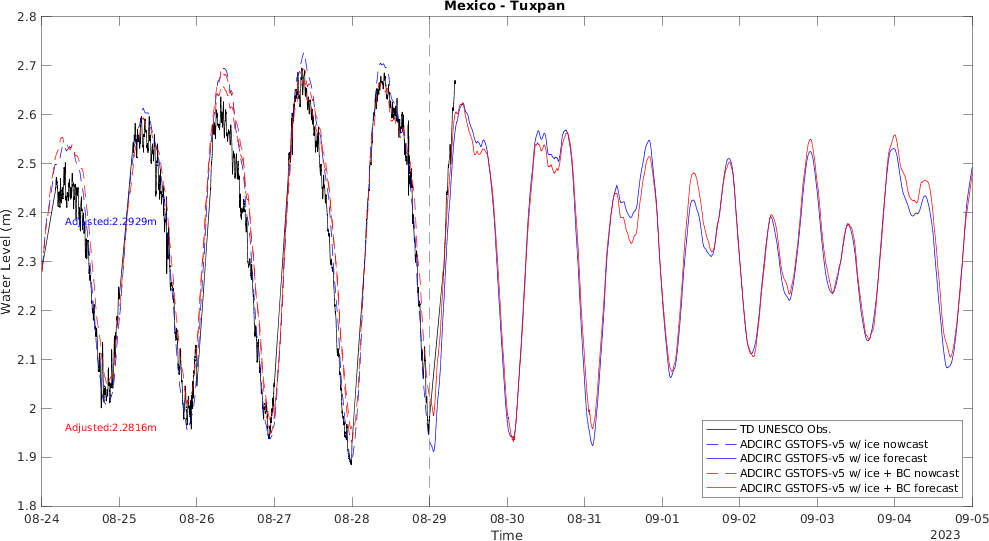 Mexico - Tuxpan
2.8
2.7
2.6
2.5
2.4
2.3
2.2
2.1
2
1.9
1.8
Water Level (m)
Adjusted:2.2929m
Adjusted:2.2816m
TD UNESCO Obs.
ADCIRC GSTOFS-v5 w/ ice nowcast
ADCIRC GSTOFS-v5 w/ ice forecast
ADCIRC GSTOFS-v5 w/ ice + BC nowcast
ADCIRC GSTOFS-v5 w/ ice + BC forecast
08-24 08-25 08-26 08-27 08-28 08-29 08-30 08-31 09-01 09-02 09-03 09-04 09-05
Time
2023